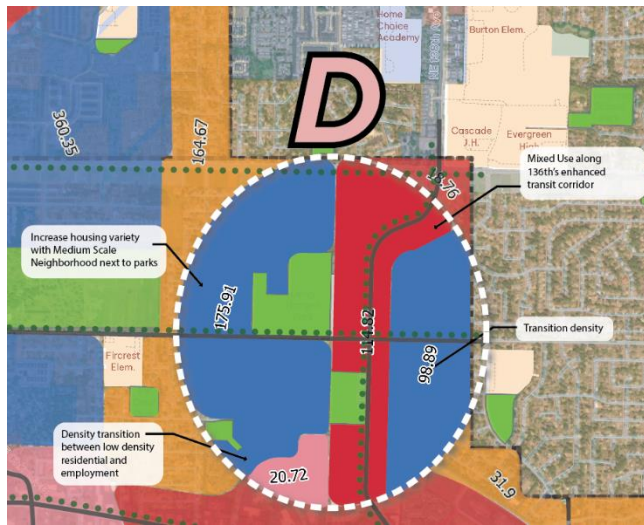 Home
Choice
Academy
Burton Elem.
D
360.35
164.67
Cascade
J.H.
Evergreen
High
Mixed Use along
136th's enhanced
transit corridor
Increase housing variety
with Medium Scale
Neighborhood next to parks
175.91
114.82
98.89
Transition density
Fircrest
Elem.
Density transition
between low density
residential and
employment
20.72
31.9